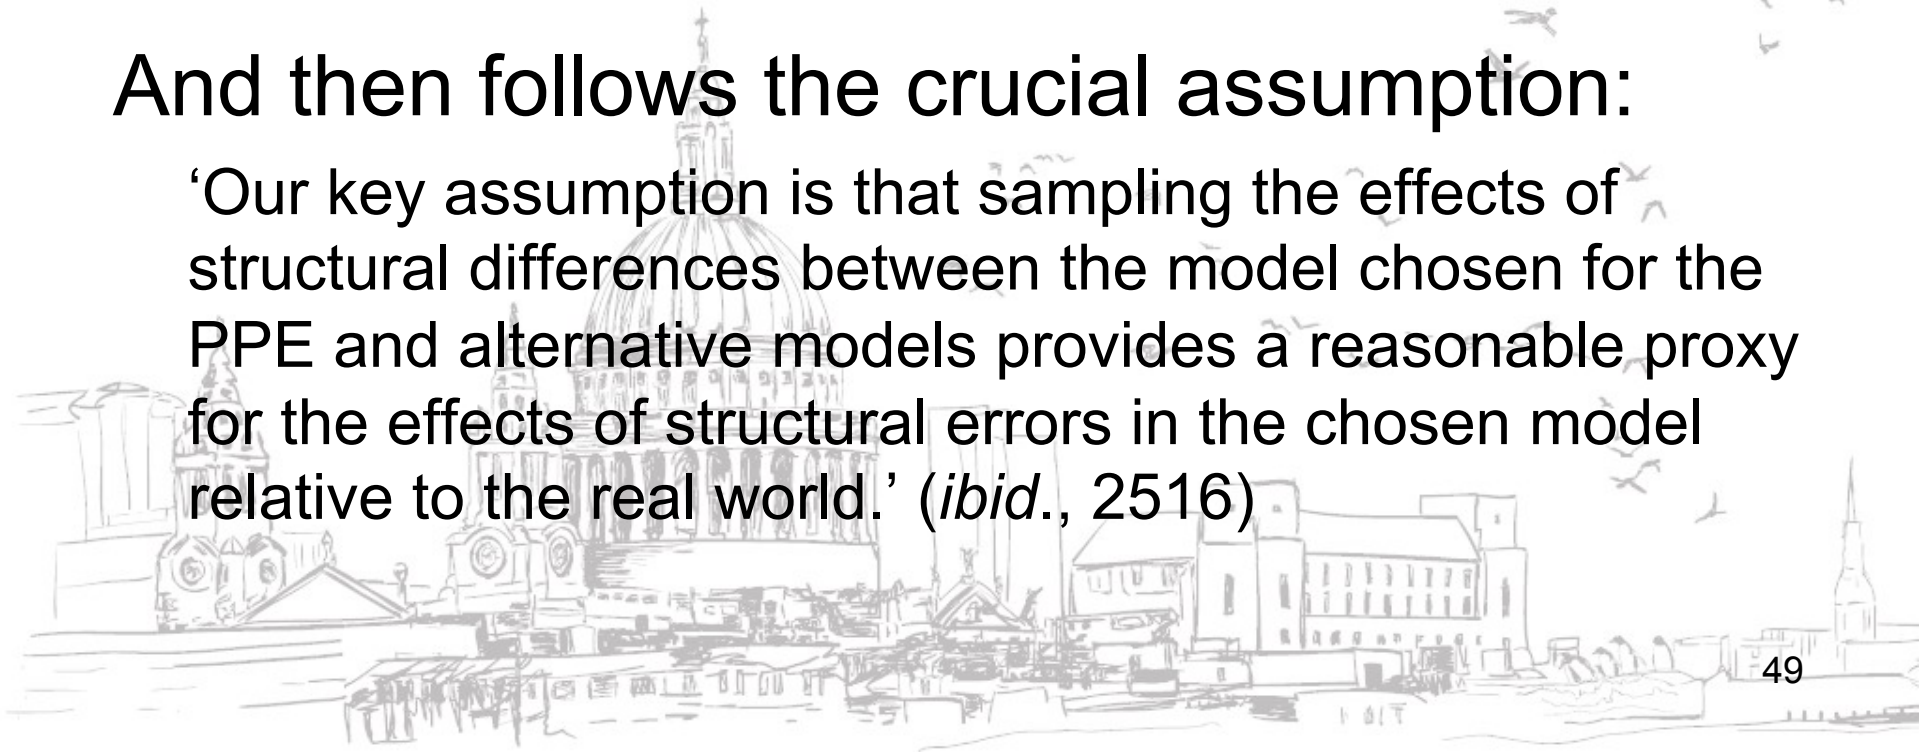 And then follows the crucial assumption:
‘Our key assumption is that sampling the effects of
structural differences between the model chosen for the
PPE and alternative models provides a reasonable proxy
for the effects of structural errors in the chosen model
relative to the real world.’ (ibid., 2516)
49